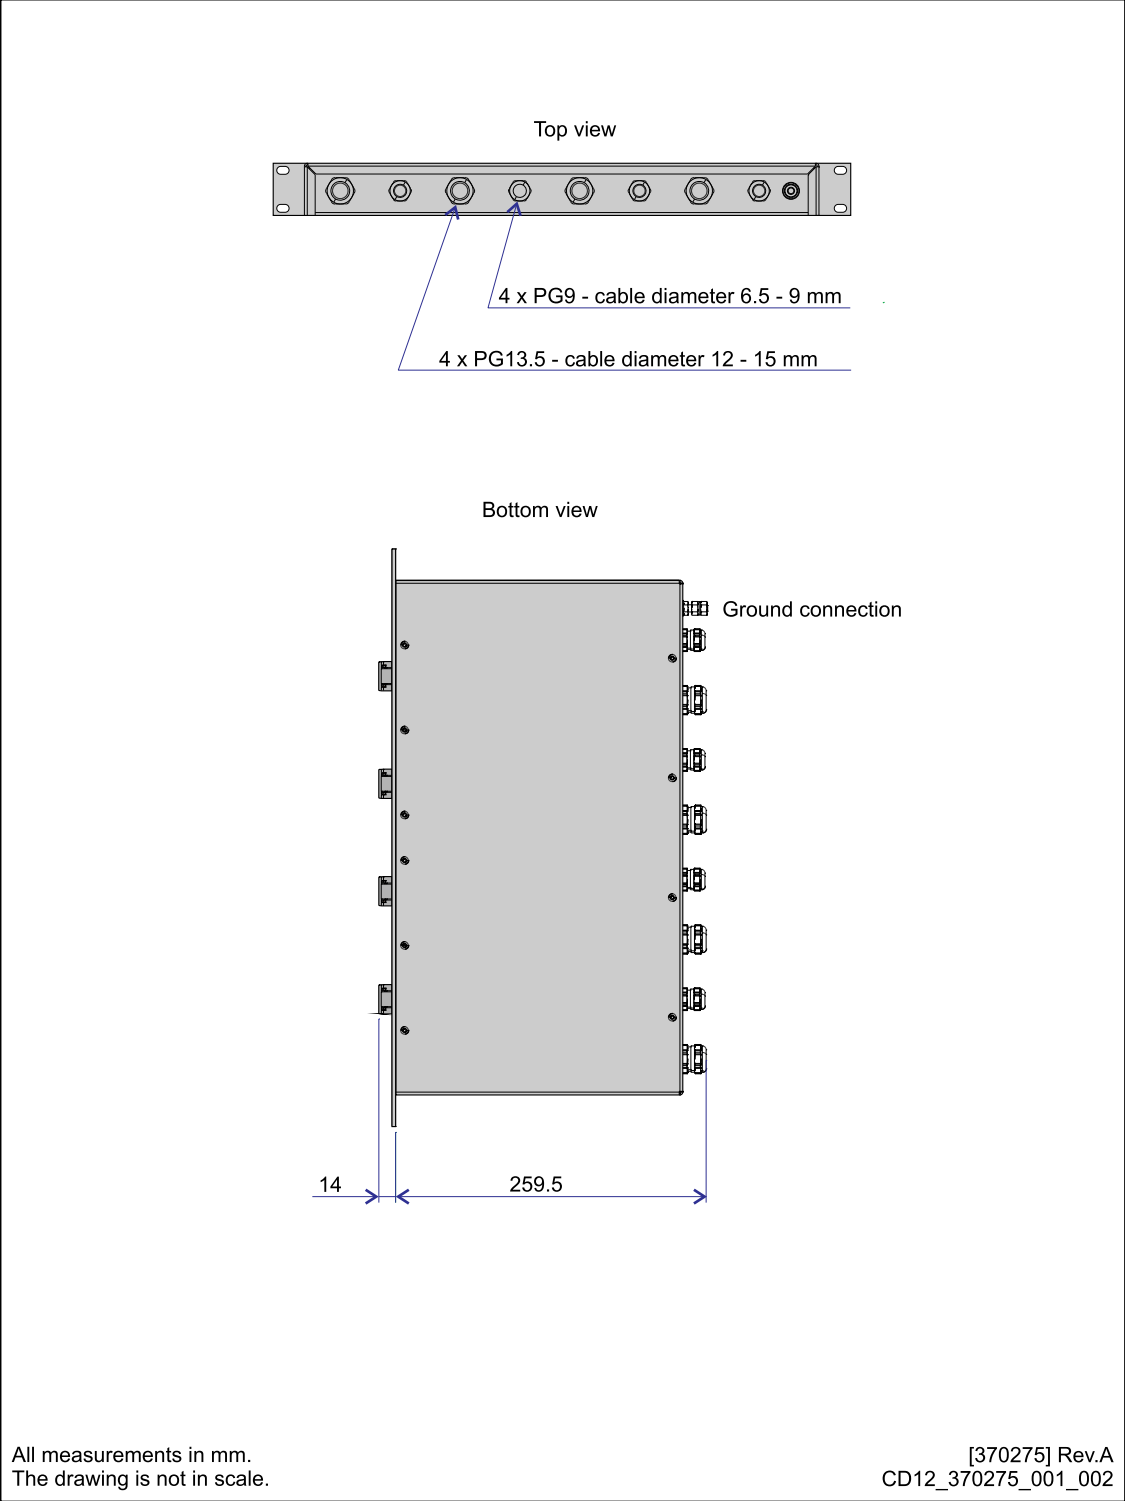 Top view
4 x PG9 - cable diameter 6.5 - 9 mm
4 x PG13.5 - cable diameter 12 - 15 mm
Bottom view
Ground connection
14
259.5
All measurements in mm.
The drawing is not in scale.
[370275] Rev.A
CD12_370275_001_002